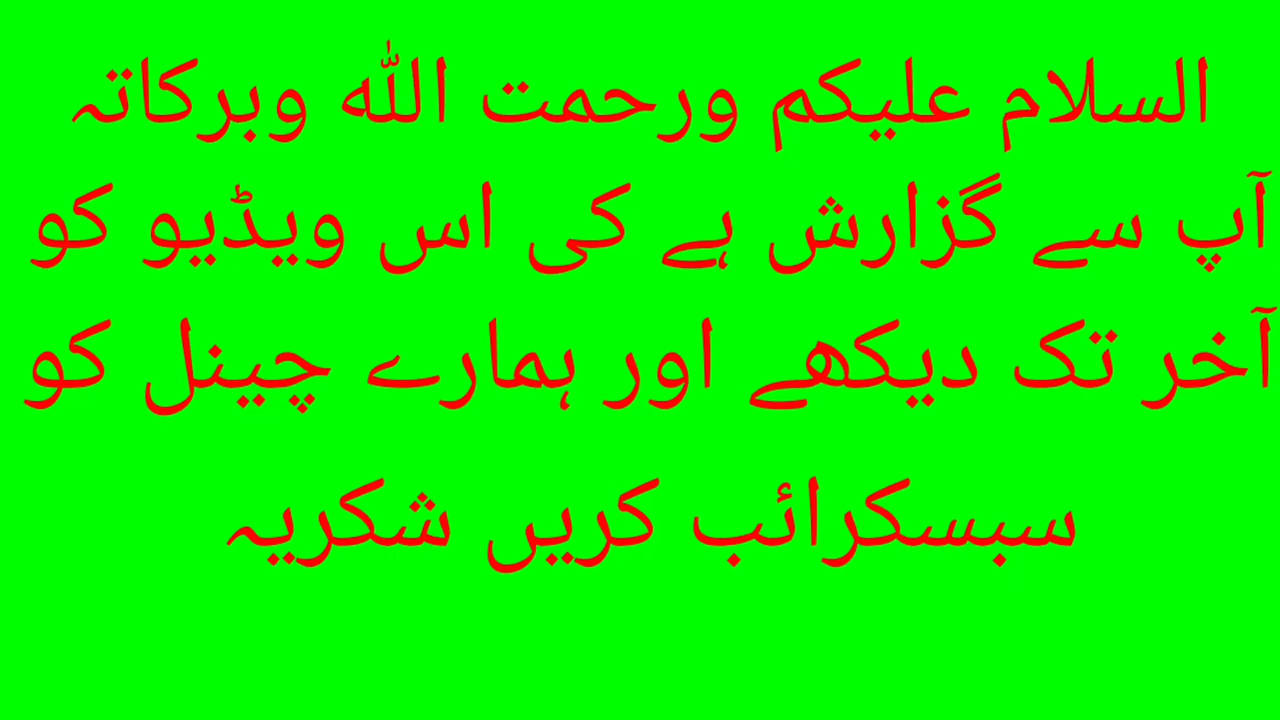 السلام علیکم ورحمت اللہ وبرکاتہ
آپ سے گزارش ہے کی اس ویڈیو کو
آخر تک دیکھے اور ہمارے چینل کو
سبسکرائب کریں شکریہ